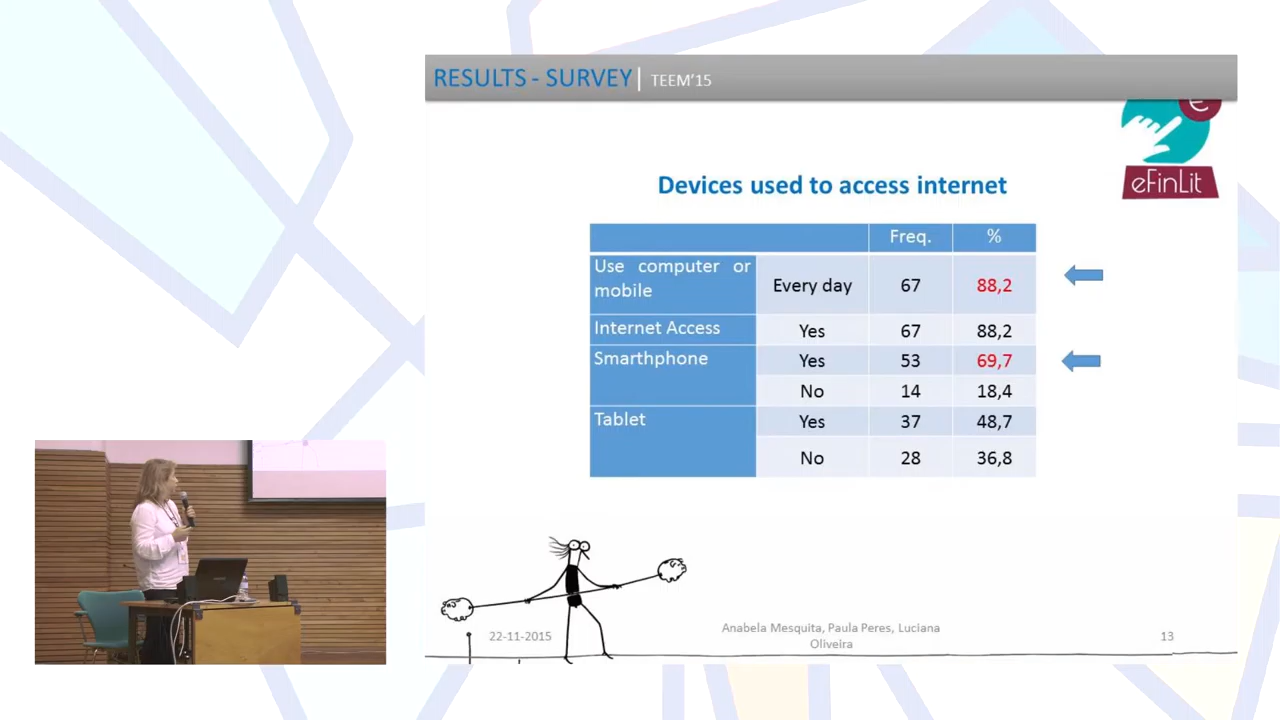 RESULTS - SURVEY| TEEM'15
e
eFinLit
Devices used to access internet
Freq. %
Use computer or
mobile
Every day 67 88,2
Internet Access Yes 67 88,2
Smarthphone Yes 53 69,7
No 14 18,4
Tablet Yes 37 48,7
No 28 36,8
22-11-2015
Anabela Mesquita, Paula Peres, Luciana
Oliveira
13